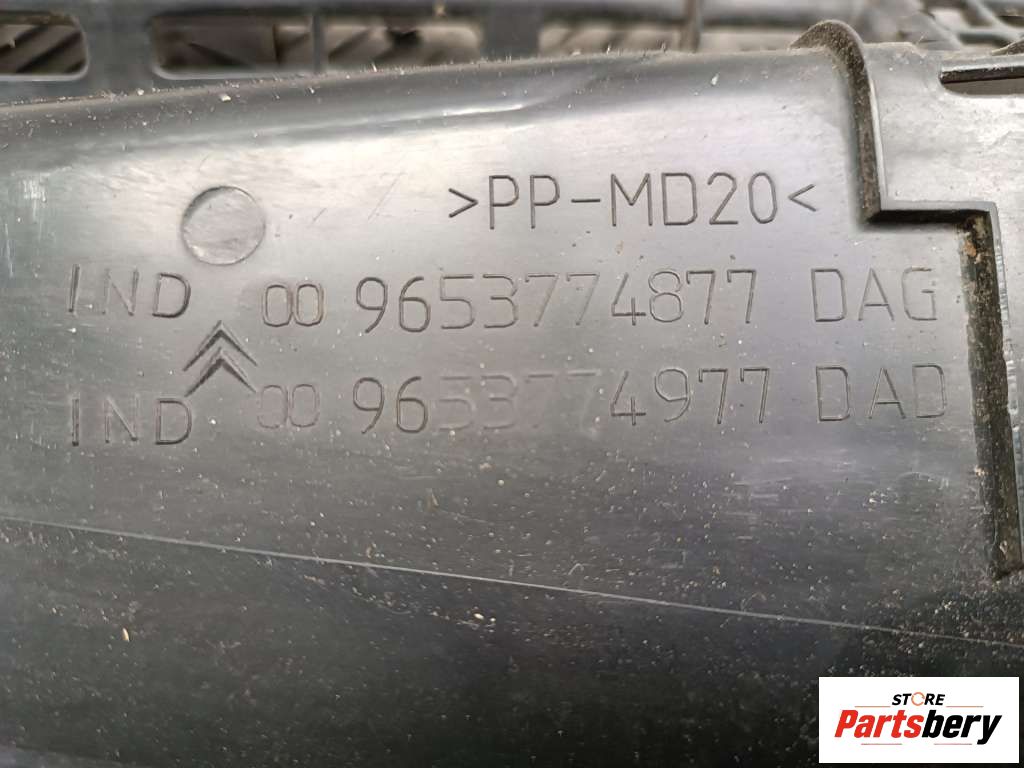 >PP-MD20<
IND 00 9653774877 DAG
IND 00 9653774977 DAD
STORE
Partsbery